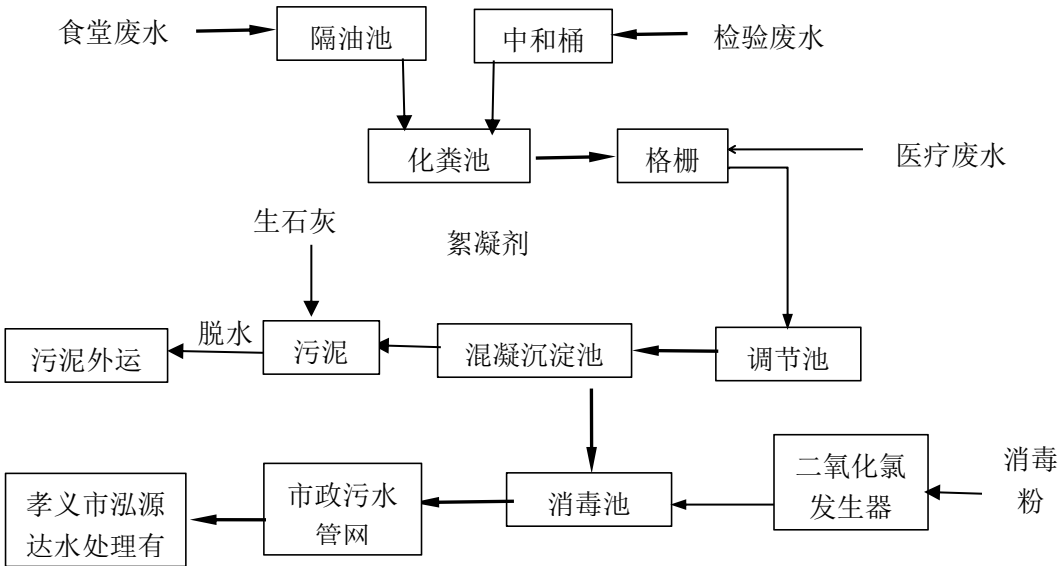 食堂废水
隔油池
中和桶
检验废水
化粪池
格栅
医疗废水
生石灰
絮凝剂
污泥外运
脱水
污泥
混凝沉淀池
调节池
孝义市泓源
达水处理有
市政污水
管网
消毒池
二氧化氯
发生器
消毒
粉